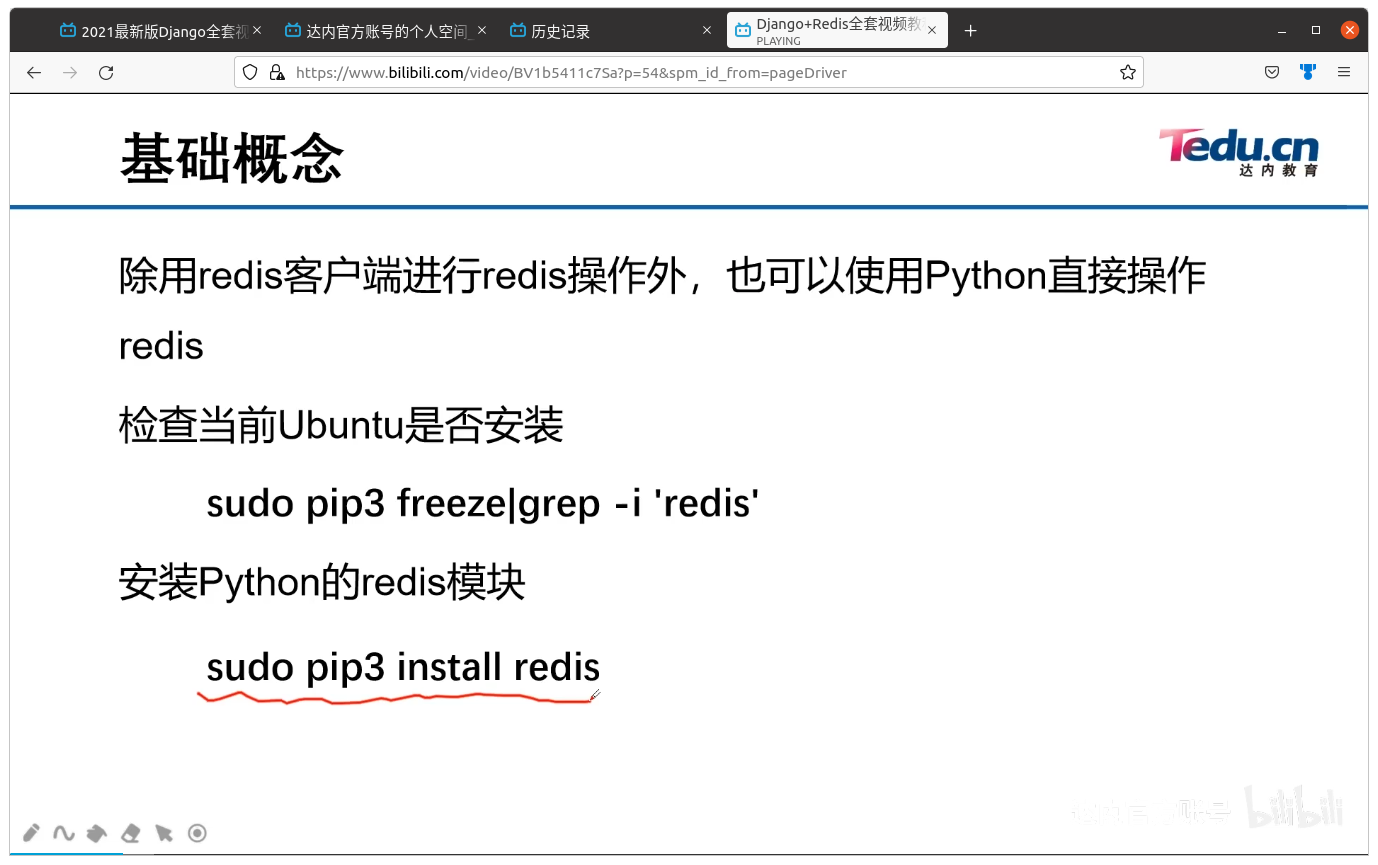 2021最新版Django全套视
达内官方账号的个人空间_
历史记录
Django+Redis全套视频教
PLAYING
https://www.bilibili.com/video/BV1b5411c7Sa?p=54&spm_id_from=pageDriver
基础概念
Tedu.cn
达内教育
除用redis客户端进行redis操作外，也可以使用Python直接操作
redis
检查当前Ubuntu是否安装
sudo pip3 freeze|grep -i 'redis'
安装Python的redis模块
sudo pip3 install redis
达内官方账号 bilibili